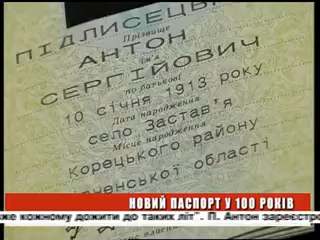 ПІДЛИСЕЦЬ
Прізвище
АНТОН
Ім'я
СЕРГІЙОВИЧ
по батькові
10 січня 1913 року
Дата народження
село Застав'я
Місце народження
Корецького району
області
НОВИЙ ПАСПОРТ У 100 РОКІВ
же кожному дожити до таких літ". П. Антон зареєстро